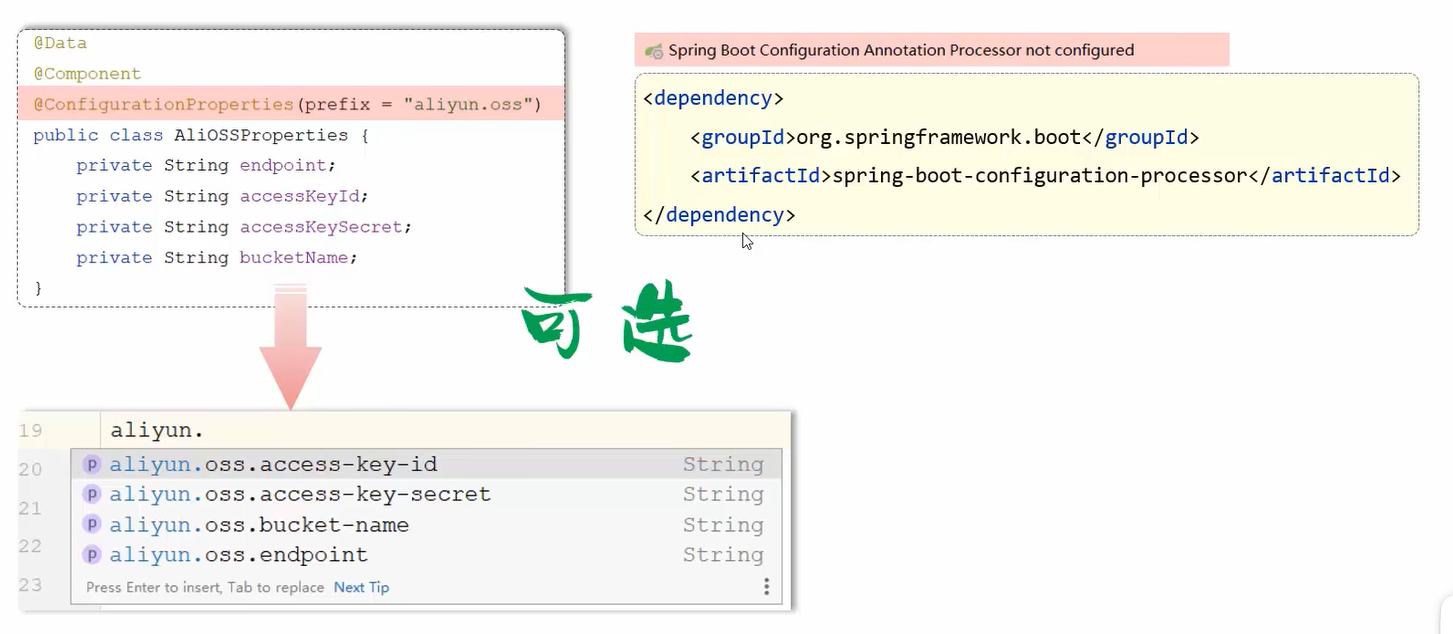 @Data
@Component
@ConfigurationProperties(prefix = "aliyun.oss")
public class AliOSSProperties {
private String endpoint;
private String accessKeyId;
private String accessKeySecret;
private String bucketName;
}
Spring Boot Configuration Annotation Processor not configured
<dependency>
<groupId>org.springframework.boot</groupId>
<artifactId>spring-boot-configuration-processor</artifactId>
</dependency>
可选
19 aliyun.
20 p aliyun.oss.access-key-id String
p aliyun.oss.access-key-secret String
21 p aliyun.oss.bucket-name String
22 p aliyun.oss.endpoint String
23 Press Enter to insert, Tab to replace Next Tip